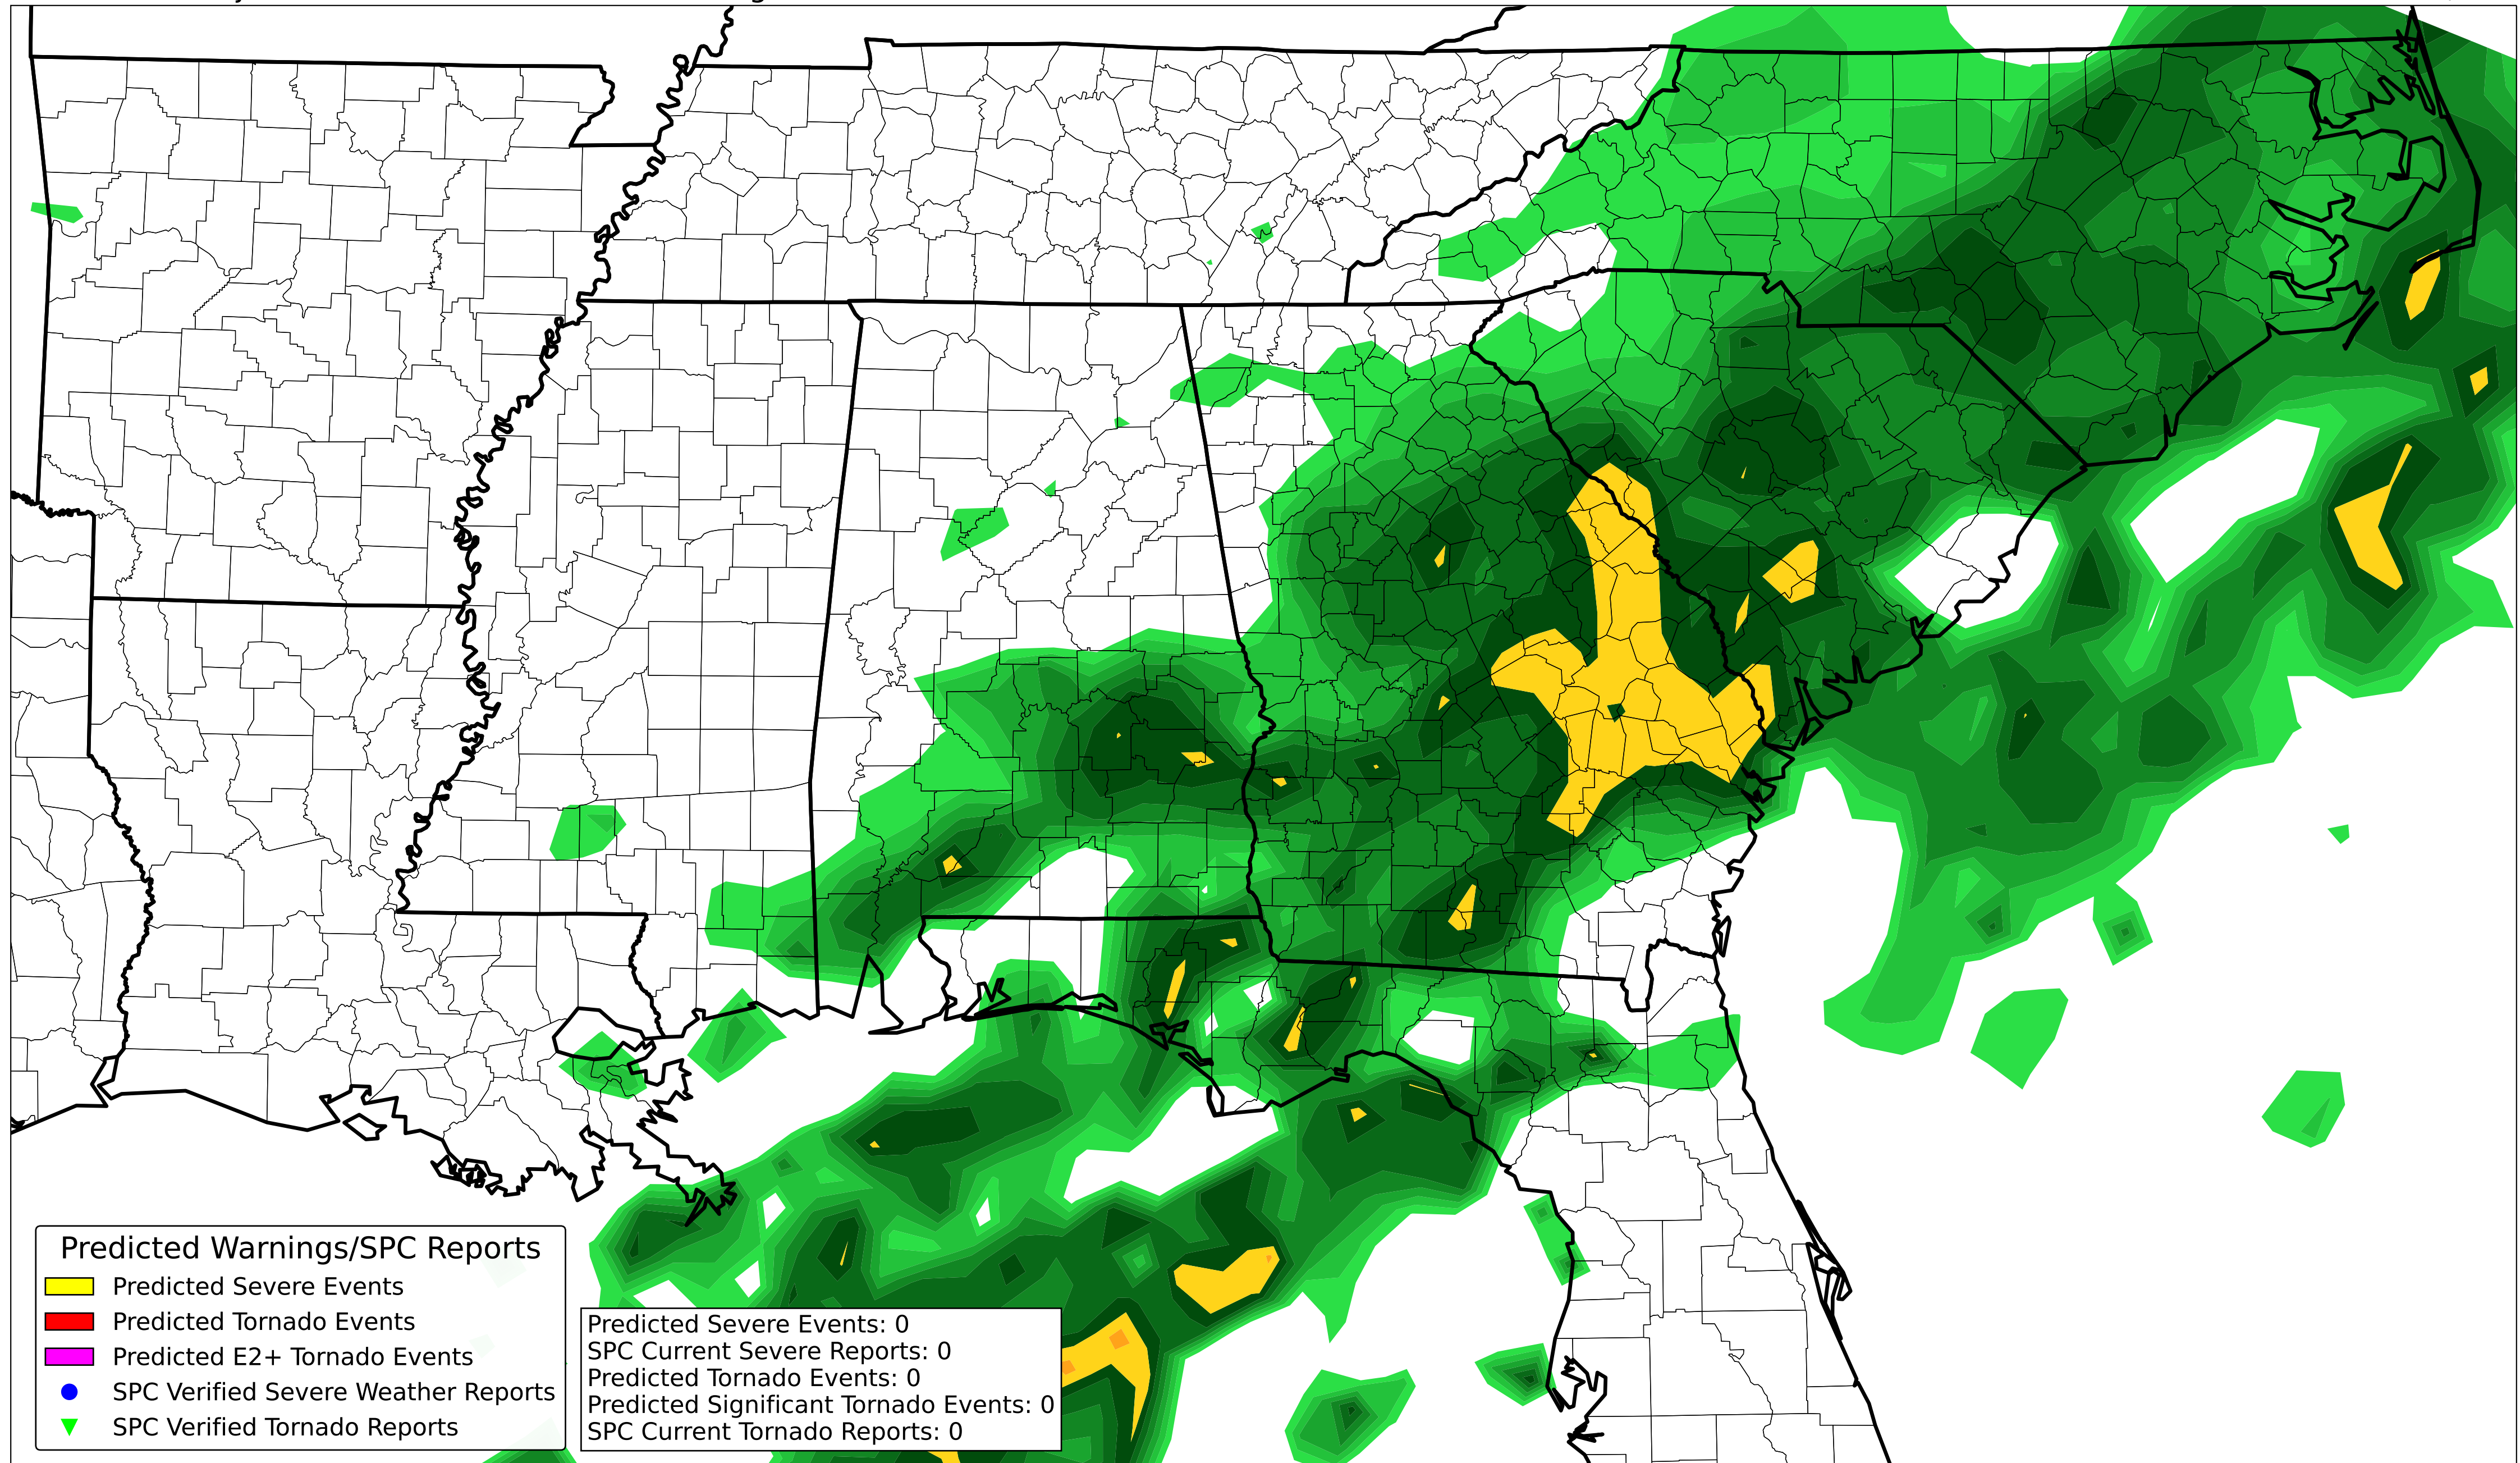 Predicted Warnings/SPC Reports
Predicted Severe Events
Predicted Tornado Events
Predicted E2+ Tornado Events
SPC Verified Severe Weather Reports
SPC Verified Tornado Reports
Predicted Severe Events: 0
SPC Current Severe Reports: 0
Predicted Tornado Events: 0
Predicted Significant Tornado Events: 0
SPC Current Tornado Reports: 0